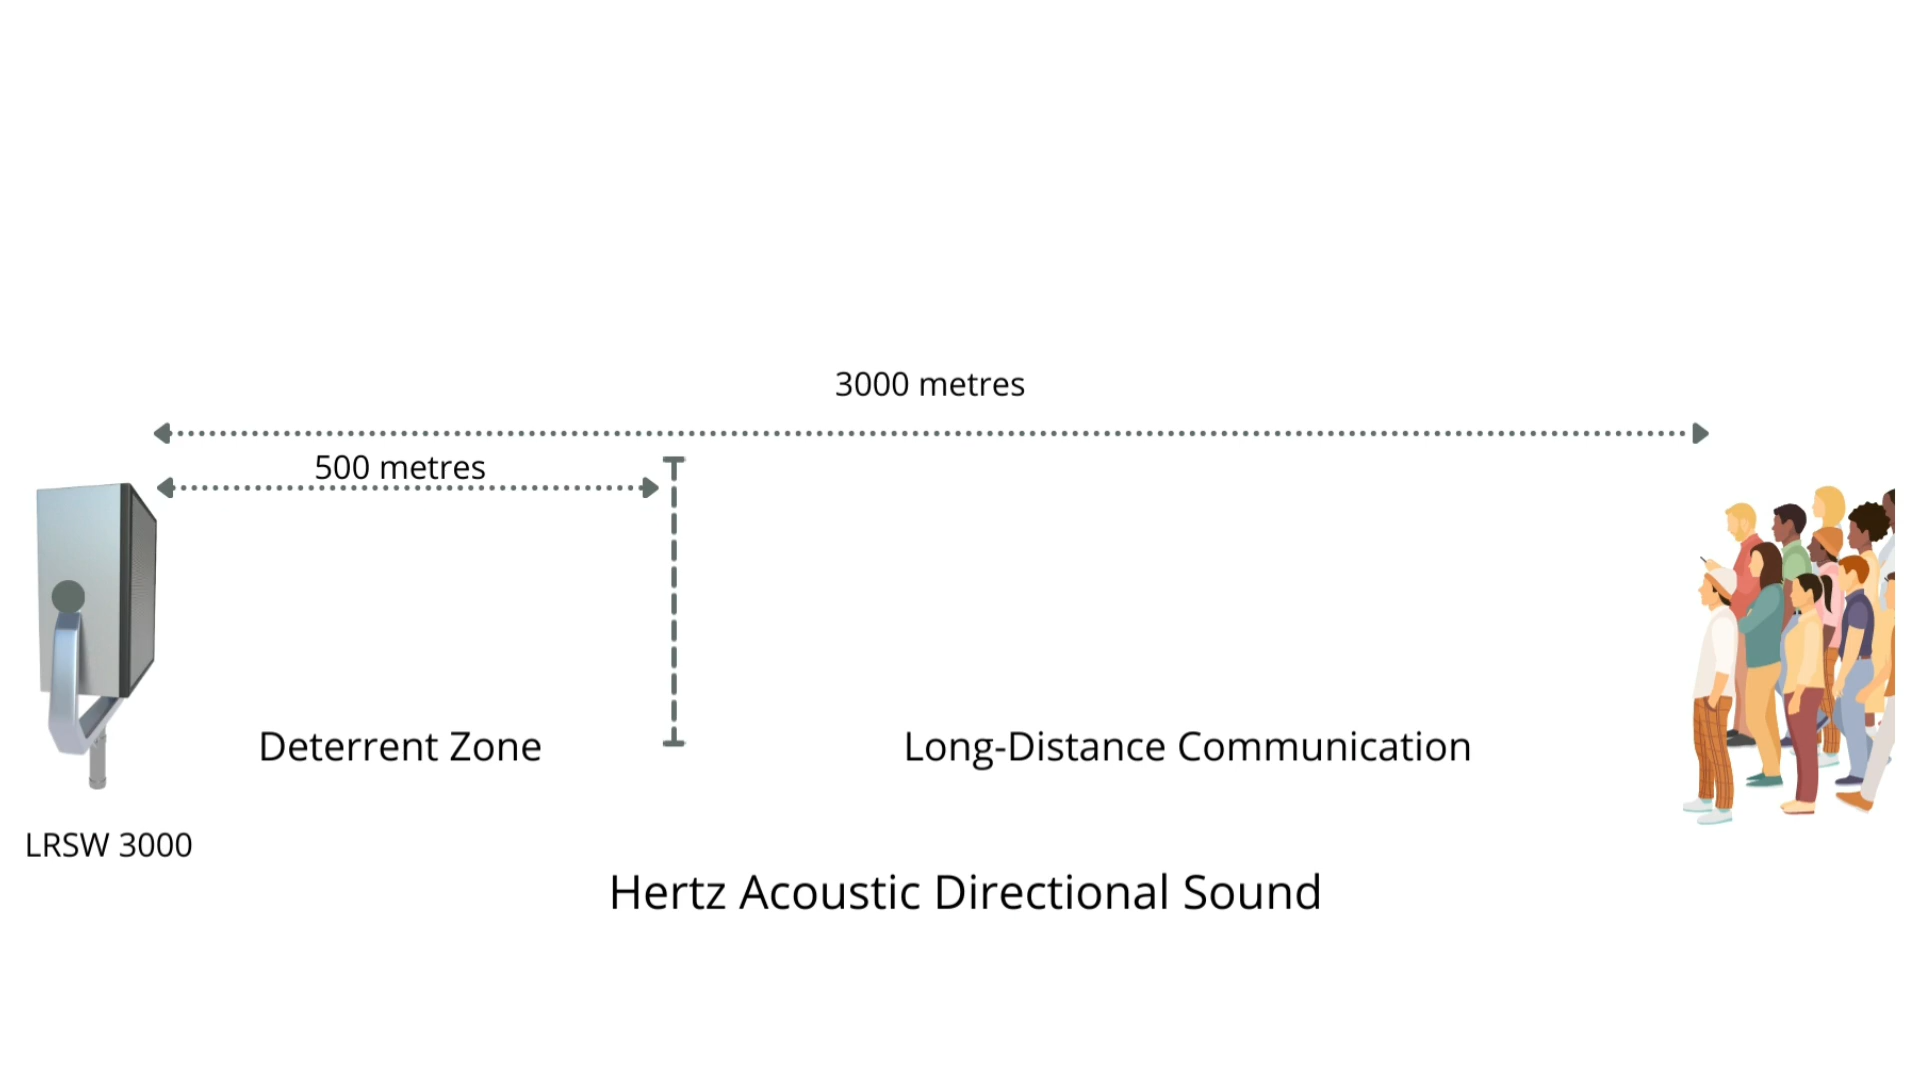 3000 metres
500 metres
Deterrent Zone
Long-Distance Communication
LRSW 3000
Hertz Acoustic Directional Sound